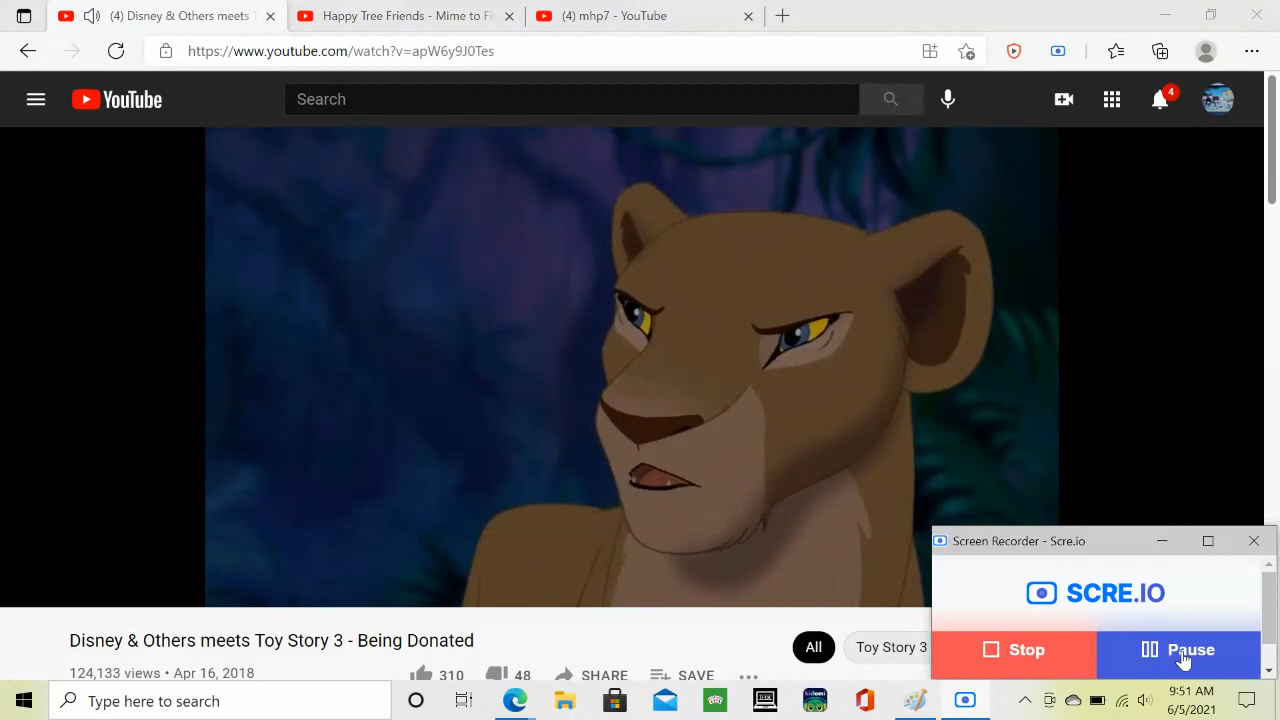 (4) Disney & Others meets T
Happy Tree Friends - Mime to Fi
(4) mhp7 - YouTube
https://www.youtube.com/watch?v=apW6y9J0Tes
YouTube
Search
4
Screen Recorder - Scre.io
SCRE.IO
Stop
Pause
Disney & Others meets Toy Story 3 - Being Donated
All
Toy Story 3
124,133 views • Apr 16, 2018
310
48
SHARE
SAVE
Type here to search
9:51 AM
6/5/2021